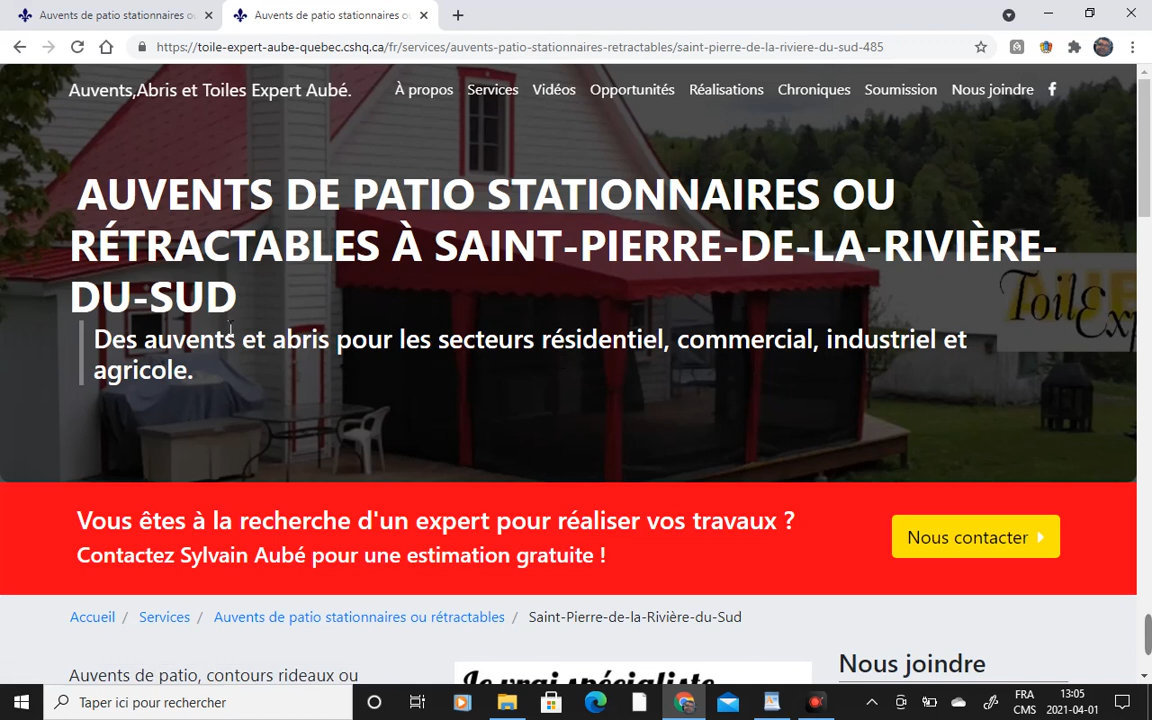 Auvents de patio stationnaires o
Auvents de patio stationnaires ou
https://toile-expert-aube-quebec.cshq.ca/fr/services/auvents-patio-stationnaires-retractables/saint-pierre-de-la-riviere-du-sud-485
Auvents,Abris et Toiles Expert Aubé.
À propos
Services
Vidéos
Opportunités
Réalisations
Chroniques
Soumission
Nous joindre
AUVENTS DE PATIO STATIONNAIRES OU
RÉTRACTABLES À SAINT-PIERRE-DE-LA-RIVIÈRE-
DU-SUD
Des auvents et abris pour les secteurs résidentiel, commercial, industriel et
agricole.
Toil
Exp
Vous êtes à la recherche d'un expert pour réaliser vos travaux ?
Contactez Sylvain Aubé pour une estimation gratuite !
Nous contacter
Accueil / Services / Auvents de patio stationnaires ou rétractables / Saint-Pierre-de-la-Rivière-du-Sud
Auvents de patio, contours rideaux ou
Le vrai spécialiste
Nous joindre
Taper ici pour rechercher
FRA
CMS
13:05
2021-04-01